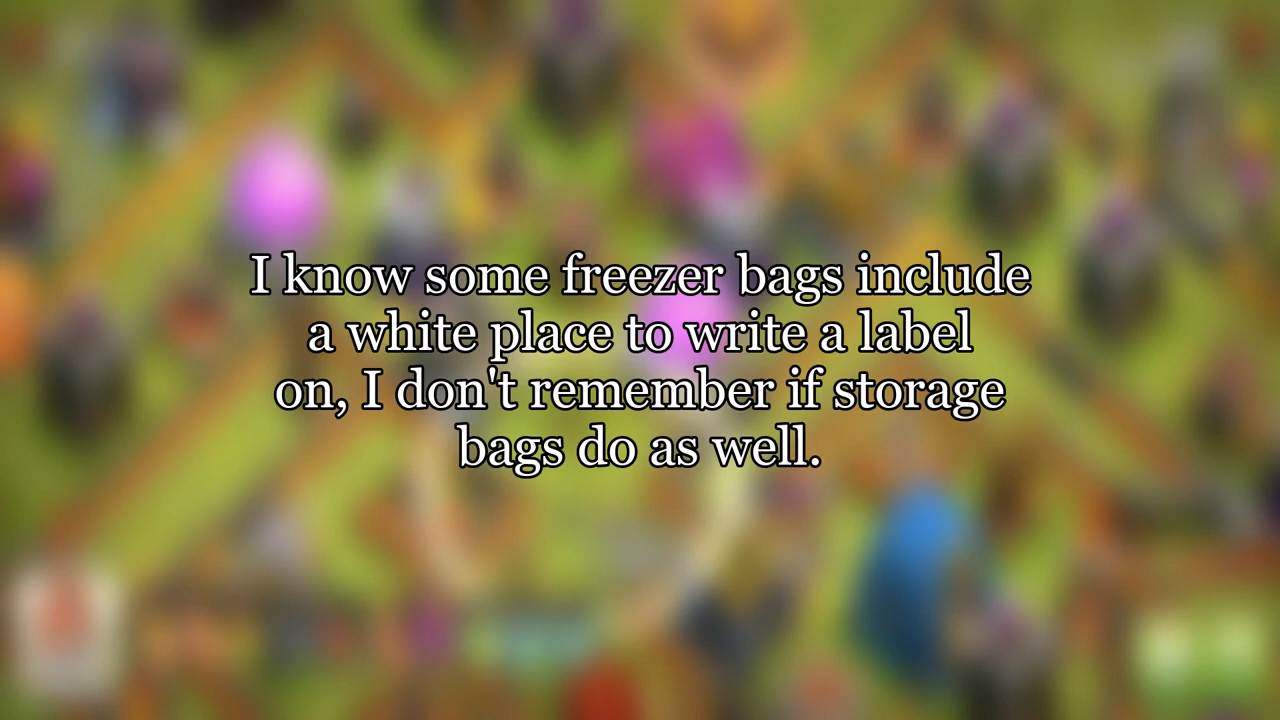 I know some freezer bags include
a white place to write a label
on, I don't remember if storage
bags do as well.